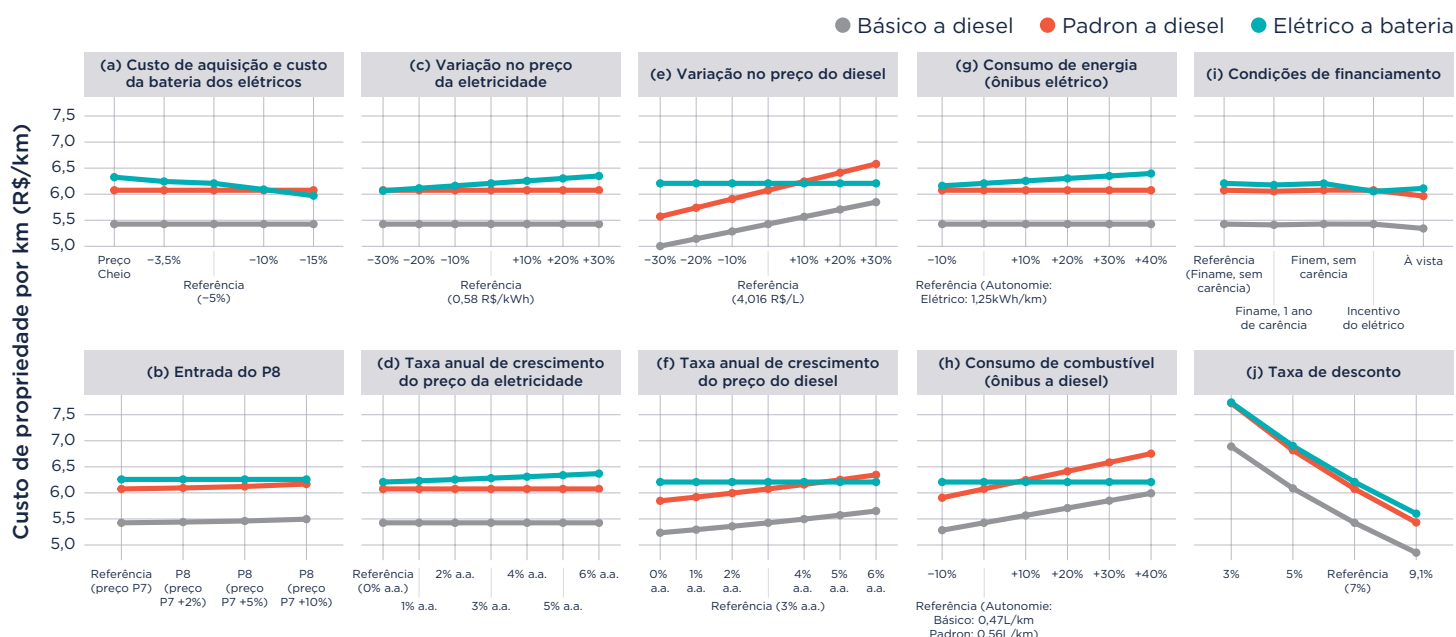 Básico a diesel Padron a diesel Elétrico a bateria
Custo de propriedade por km (R$/km)
(a) Custo de aquisição e custo
da bateria dos elétricos
7,5
7,0
6,5
6,0
5,5
5,0
Preço
Cheio
−3,5%
Referência
(−5%)
−10%
−15%
(c) Variação no preço
da eletricidade
−30% −20% −10%
Referência
(0,58 R$/kWh)
+10% +20% +30%
(e) Variação no preço do diesel
−30% −20% −10%
Referência
(4,016 R$/L)
+10% +20% +30%
(g) Consumo de energia
(ônibus elétrico)
−10%
Referência (Autonomie:
Elétrico: 1,25kWh/km)
+10% +20% +30% +40%
(i) Condições de financiamento
Referência
(Finame, sem
carência)
Finame, 1 ano
de carência
Finem, sem
carência
Incentivo
do elétrico
À vista
(b) Entrada do P8
7,5
7,0
6,5
6,0
5,5
5,0
Referência
(preço P7)
P8
(preço
P7 +2%)
P8
(preço
P7 +5%)
P8
(preço
P7 +10%)
(d) Taxa anual de crescimento
do preço da eletricidade
Referência
(0% a.a.)
1% a.a.
2% a.a.
3% a.a.
4% a.a.
5% a.a.
6% a.a.
(f) Taxa anual de crescimento
do preço do diesel
0%
a.a.
1%
a.a.
2%
a.a.
Referência (3% a.a.)
4%
a.a.
5%
a.a.
6%
a.a.
(h) Consumo de combustível
(ônibus a diesel)
−10%
Referência (Autonomie:
Básico: 0,47L/km
Padron: 0,56L/km)
+10% +20% +30% +40%
(j) Taxa de desconto
3%
5%
Referência
(7%)
9,1%